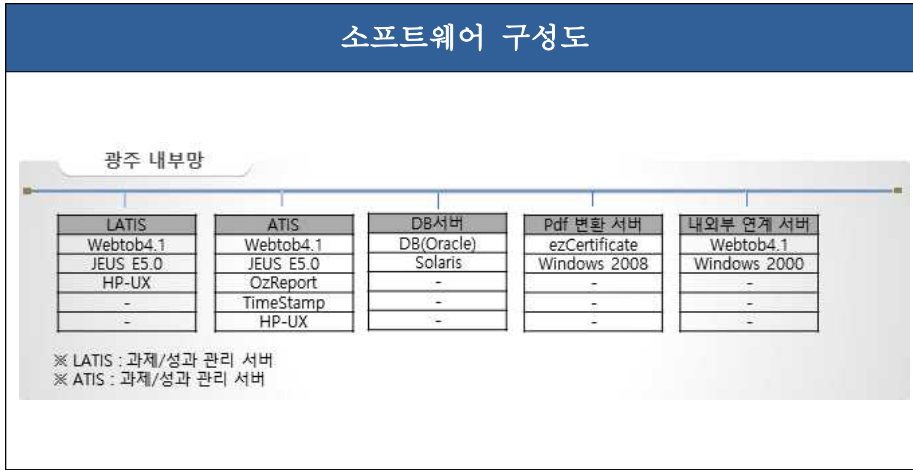 소프트웨어 구성도
광주 내부망
LATIS ATIS DB서버 Pdf 변환 서버 내외부 연계 서버
Webtob4.1 Webtob4.1 DB(Oracle) ezCertificate Webtob4.1
JEUS E5.0 JEUS E5.0 Solaris Windows 2008 Windows 2000
HP-UX OzReport - - -
- TimeStamp - - -
- HP-UX - - -
※ LATIS : 과제/성과 관리 서버
※ ATIS : 과제/성과 관리 서버